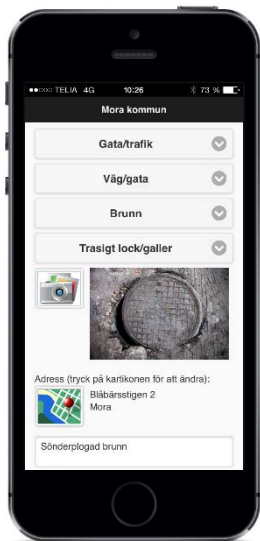 TELIA 4G 10:26 73 %
Mora kommun
Gata/trafik
Väg/gata
Brunn
Trasigt lock/galler
Adress (tryck på kartikonen för att ändra):
Blåbärsstigen 2
Mora
Sönderplogad brunn